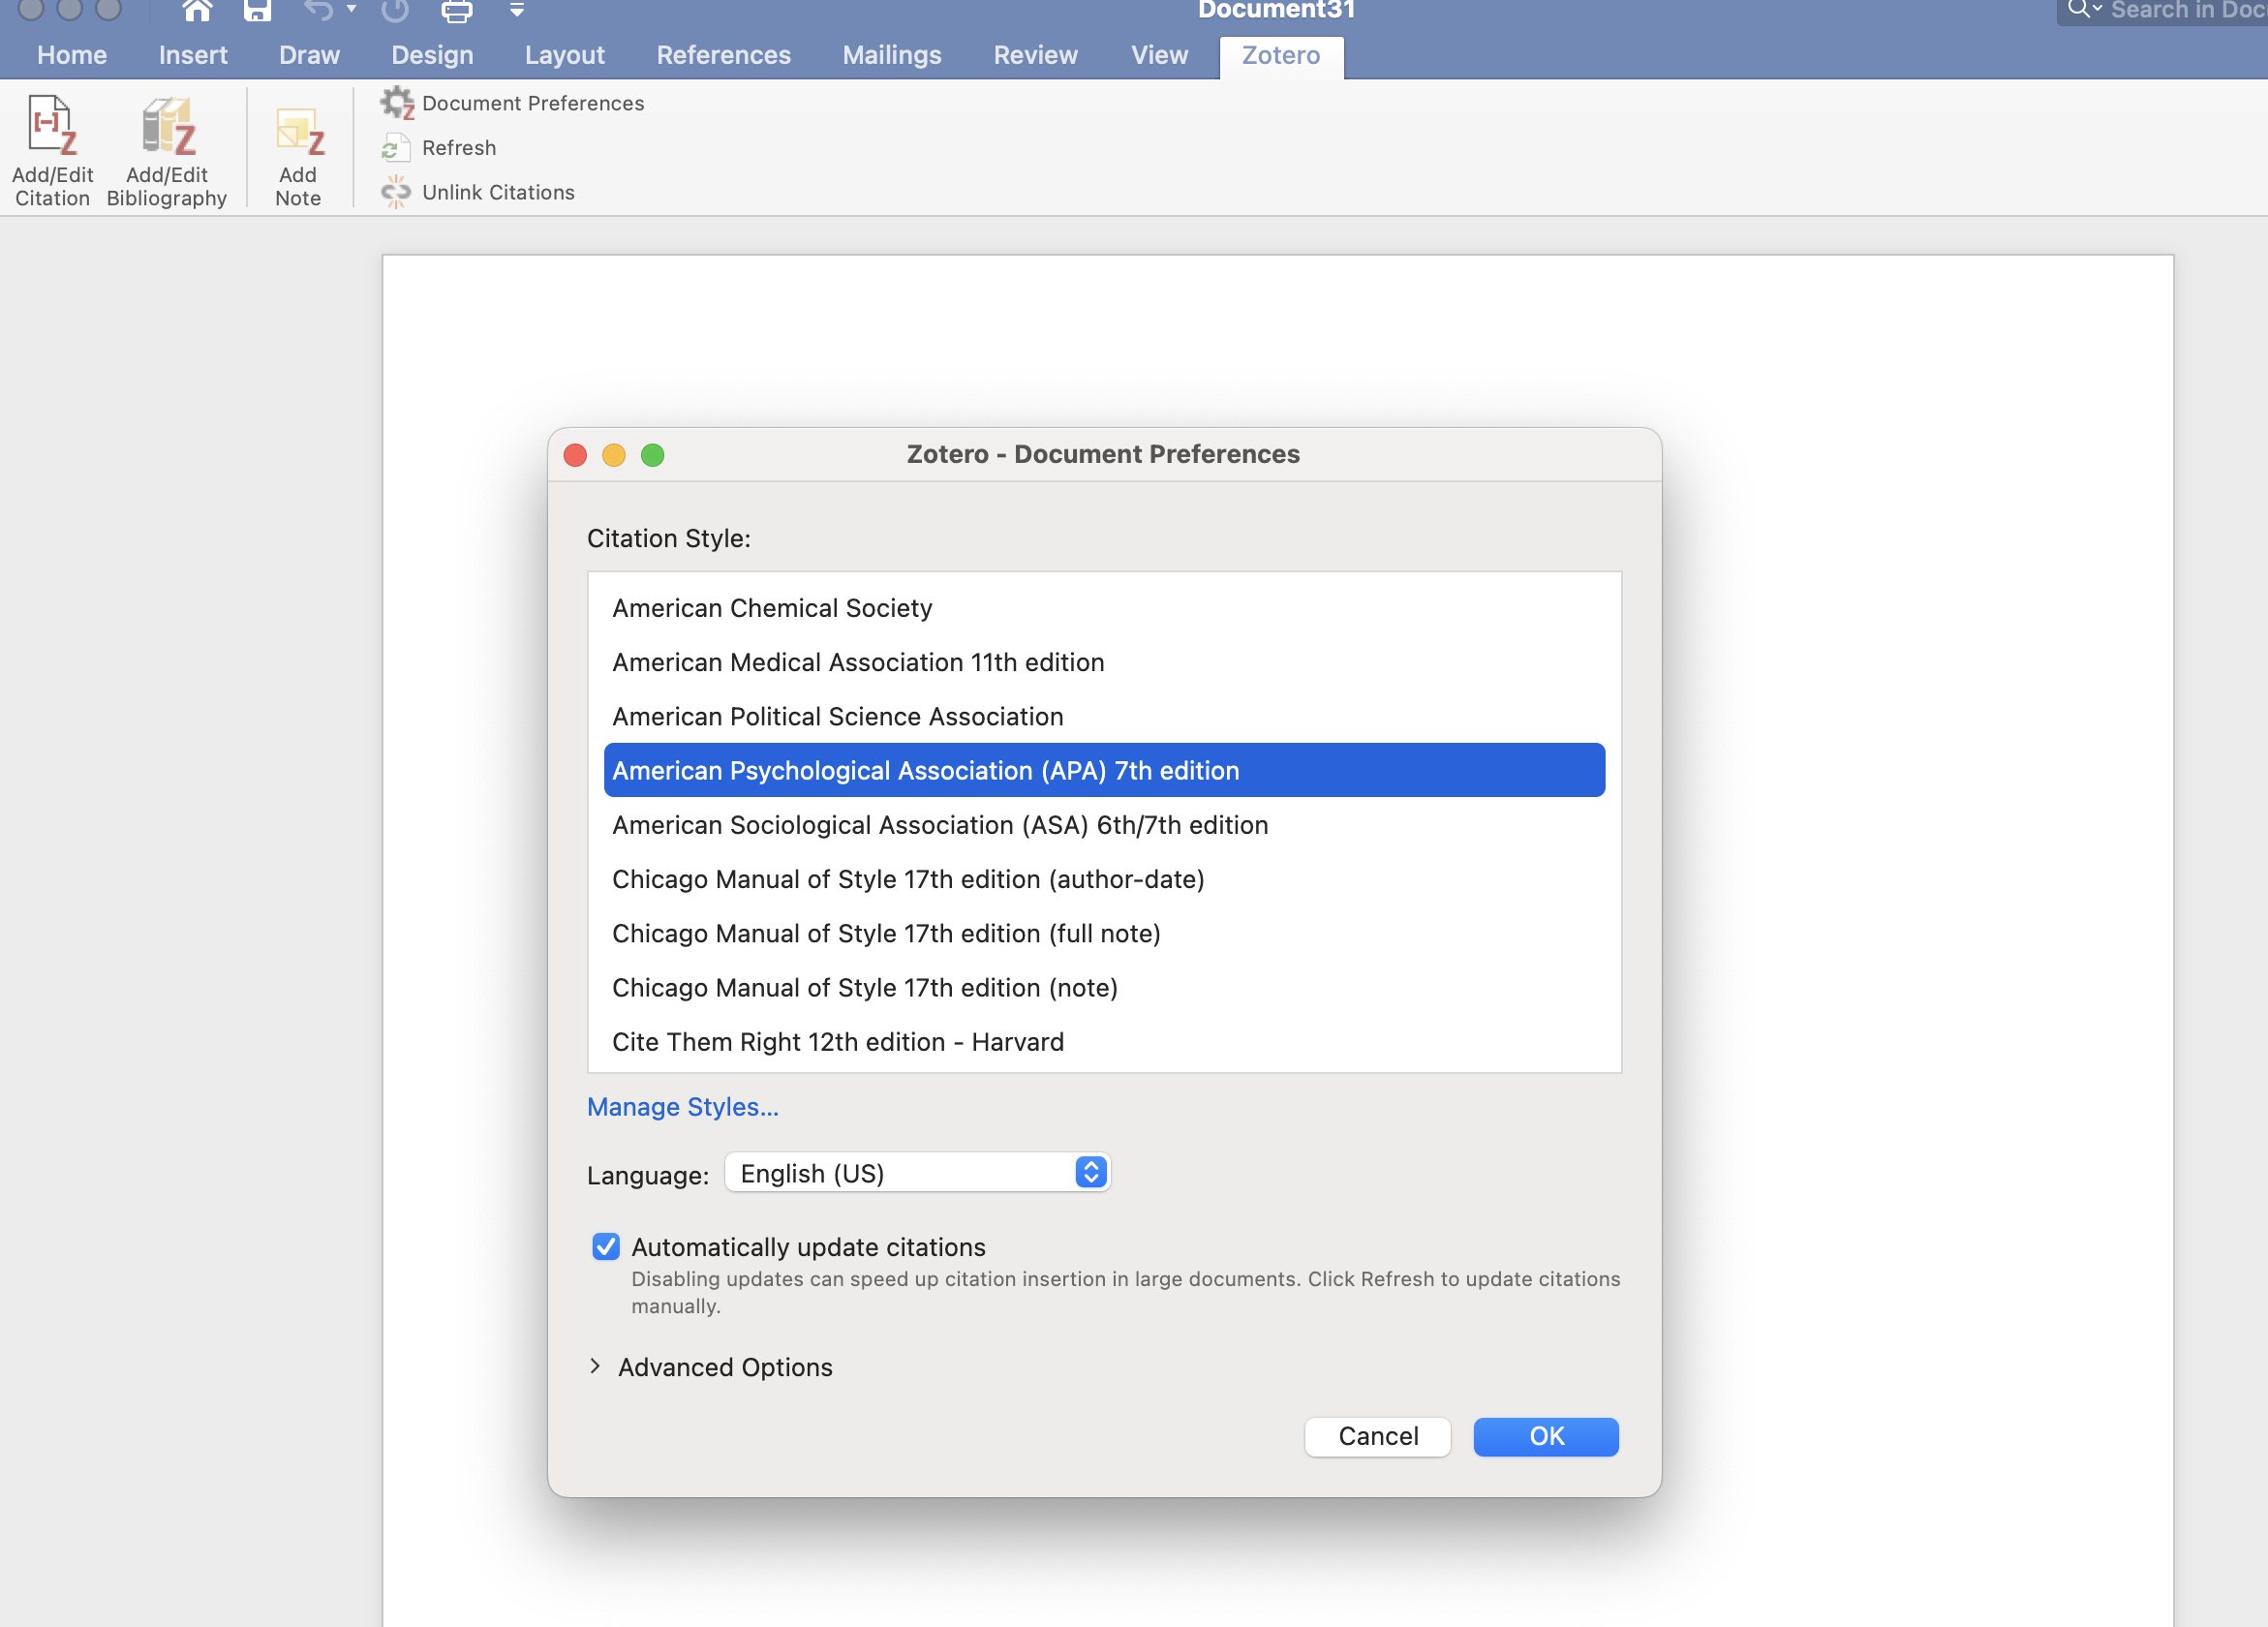 Document31
Search in Doc
Home Insert Draw Design Layout References Mailings Review View Zotero
Add/Edit
Citation
Add/Edit
Bibliography
Add
Note
Document Preferences
Refresh
Unlink Citations
Zotero - Document Preferences
Citation Style:
American Chemical Society
American Medical Association 11th edition
American Political Science Association
American Psychological Association (APA) 7th edition
American Sociological Association (ASA) 6th/7th edition
Chicago Manual of Style 17th edition (author-date)
Chicago Manual of Style 17th edition (full note)
Chicago Manual of Style 17th edition (note)
Cite Them Right 12th edition - Harvard
Manage Styles...
Language: English (US)
Automatically update citations
Disabling updates can speed up citation insertion in large documents. Click Refresh to update citations
manually.
Advanced Options
Cancel OK